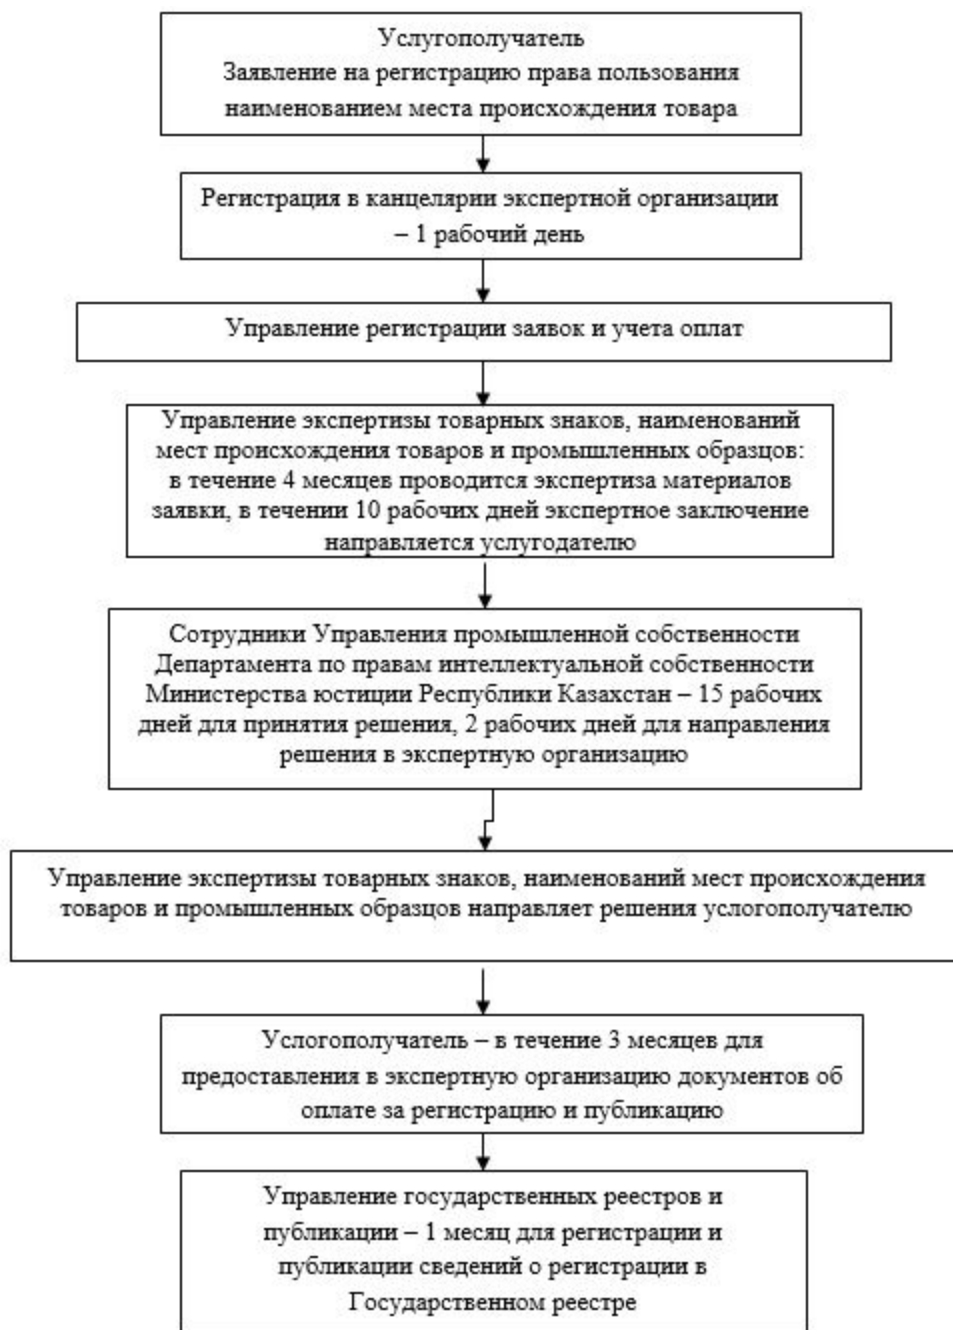 Услугополучатель
Заявление на регистрацию права пользования
наименованием места происхождения товара
Регистрация в канцелярии экспертной организации
– 1 рабочий день
Управление регистрации заявок и учета оплат
Управление экспертизы товарных знаков, наименований
мест происхождения товаров и промышленных образцов:
в течение 4 месяцев проводится экспертиза материалов
заявки, в течении 10 рабочих дней экспертное заключение
направляется услугодателю
Сотрудники Управления промышленной собственности
Департамента по правам интеллектуальной собственности
Министерства юстиции Республики Казахстан – 15 рабочих
дней для принятия решения, 2 рабочих дней для направления
решения в экспертную организацию
Управление экспертизы товарных знаков, наименований мест происхождения
товаров и промышленных образцов направляет решения услогополучателю
Услогополучатель – в течение 3 месяцев для
предоставления в экспертную организацию документов об
оплате за регистрацию и публикацию
Управление государственных реестров и
публикации – 1 месяц для регистрации и
публикации сведений о регистрации в
Государственном реестре